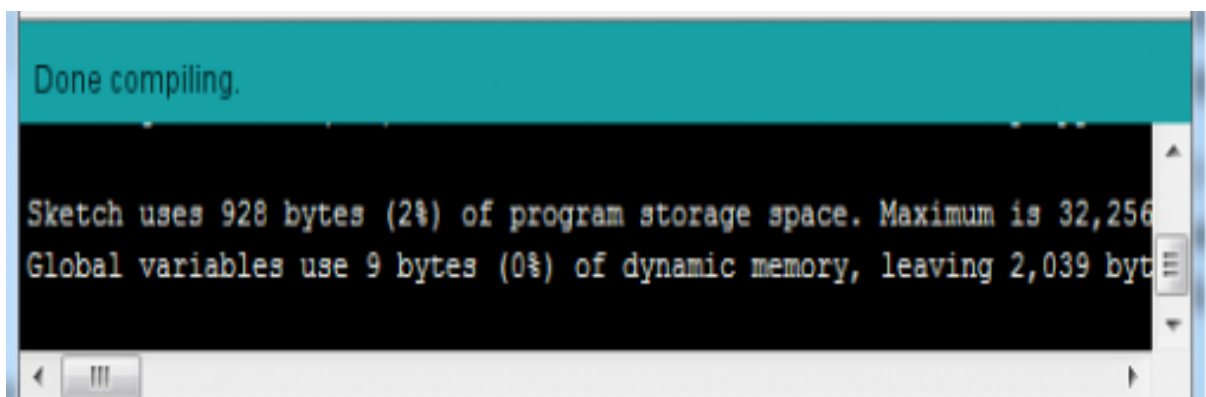 Done compiling.
Sketch uses 928 bytes (2%) of program storage space. Maximum is 32,256
Global variables use 9 bytes (0%) of dynamic memory, leaving 2,039 byt